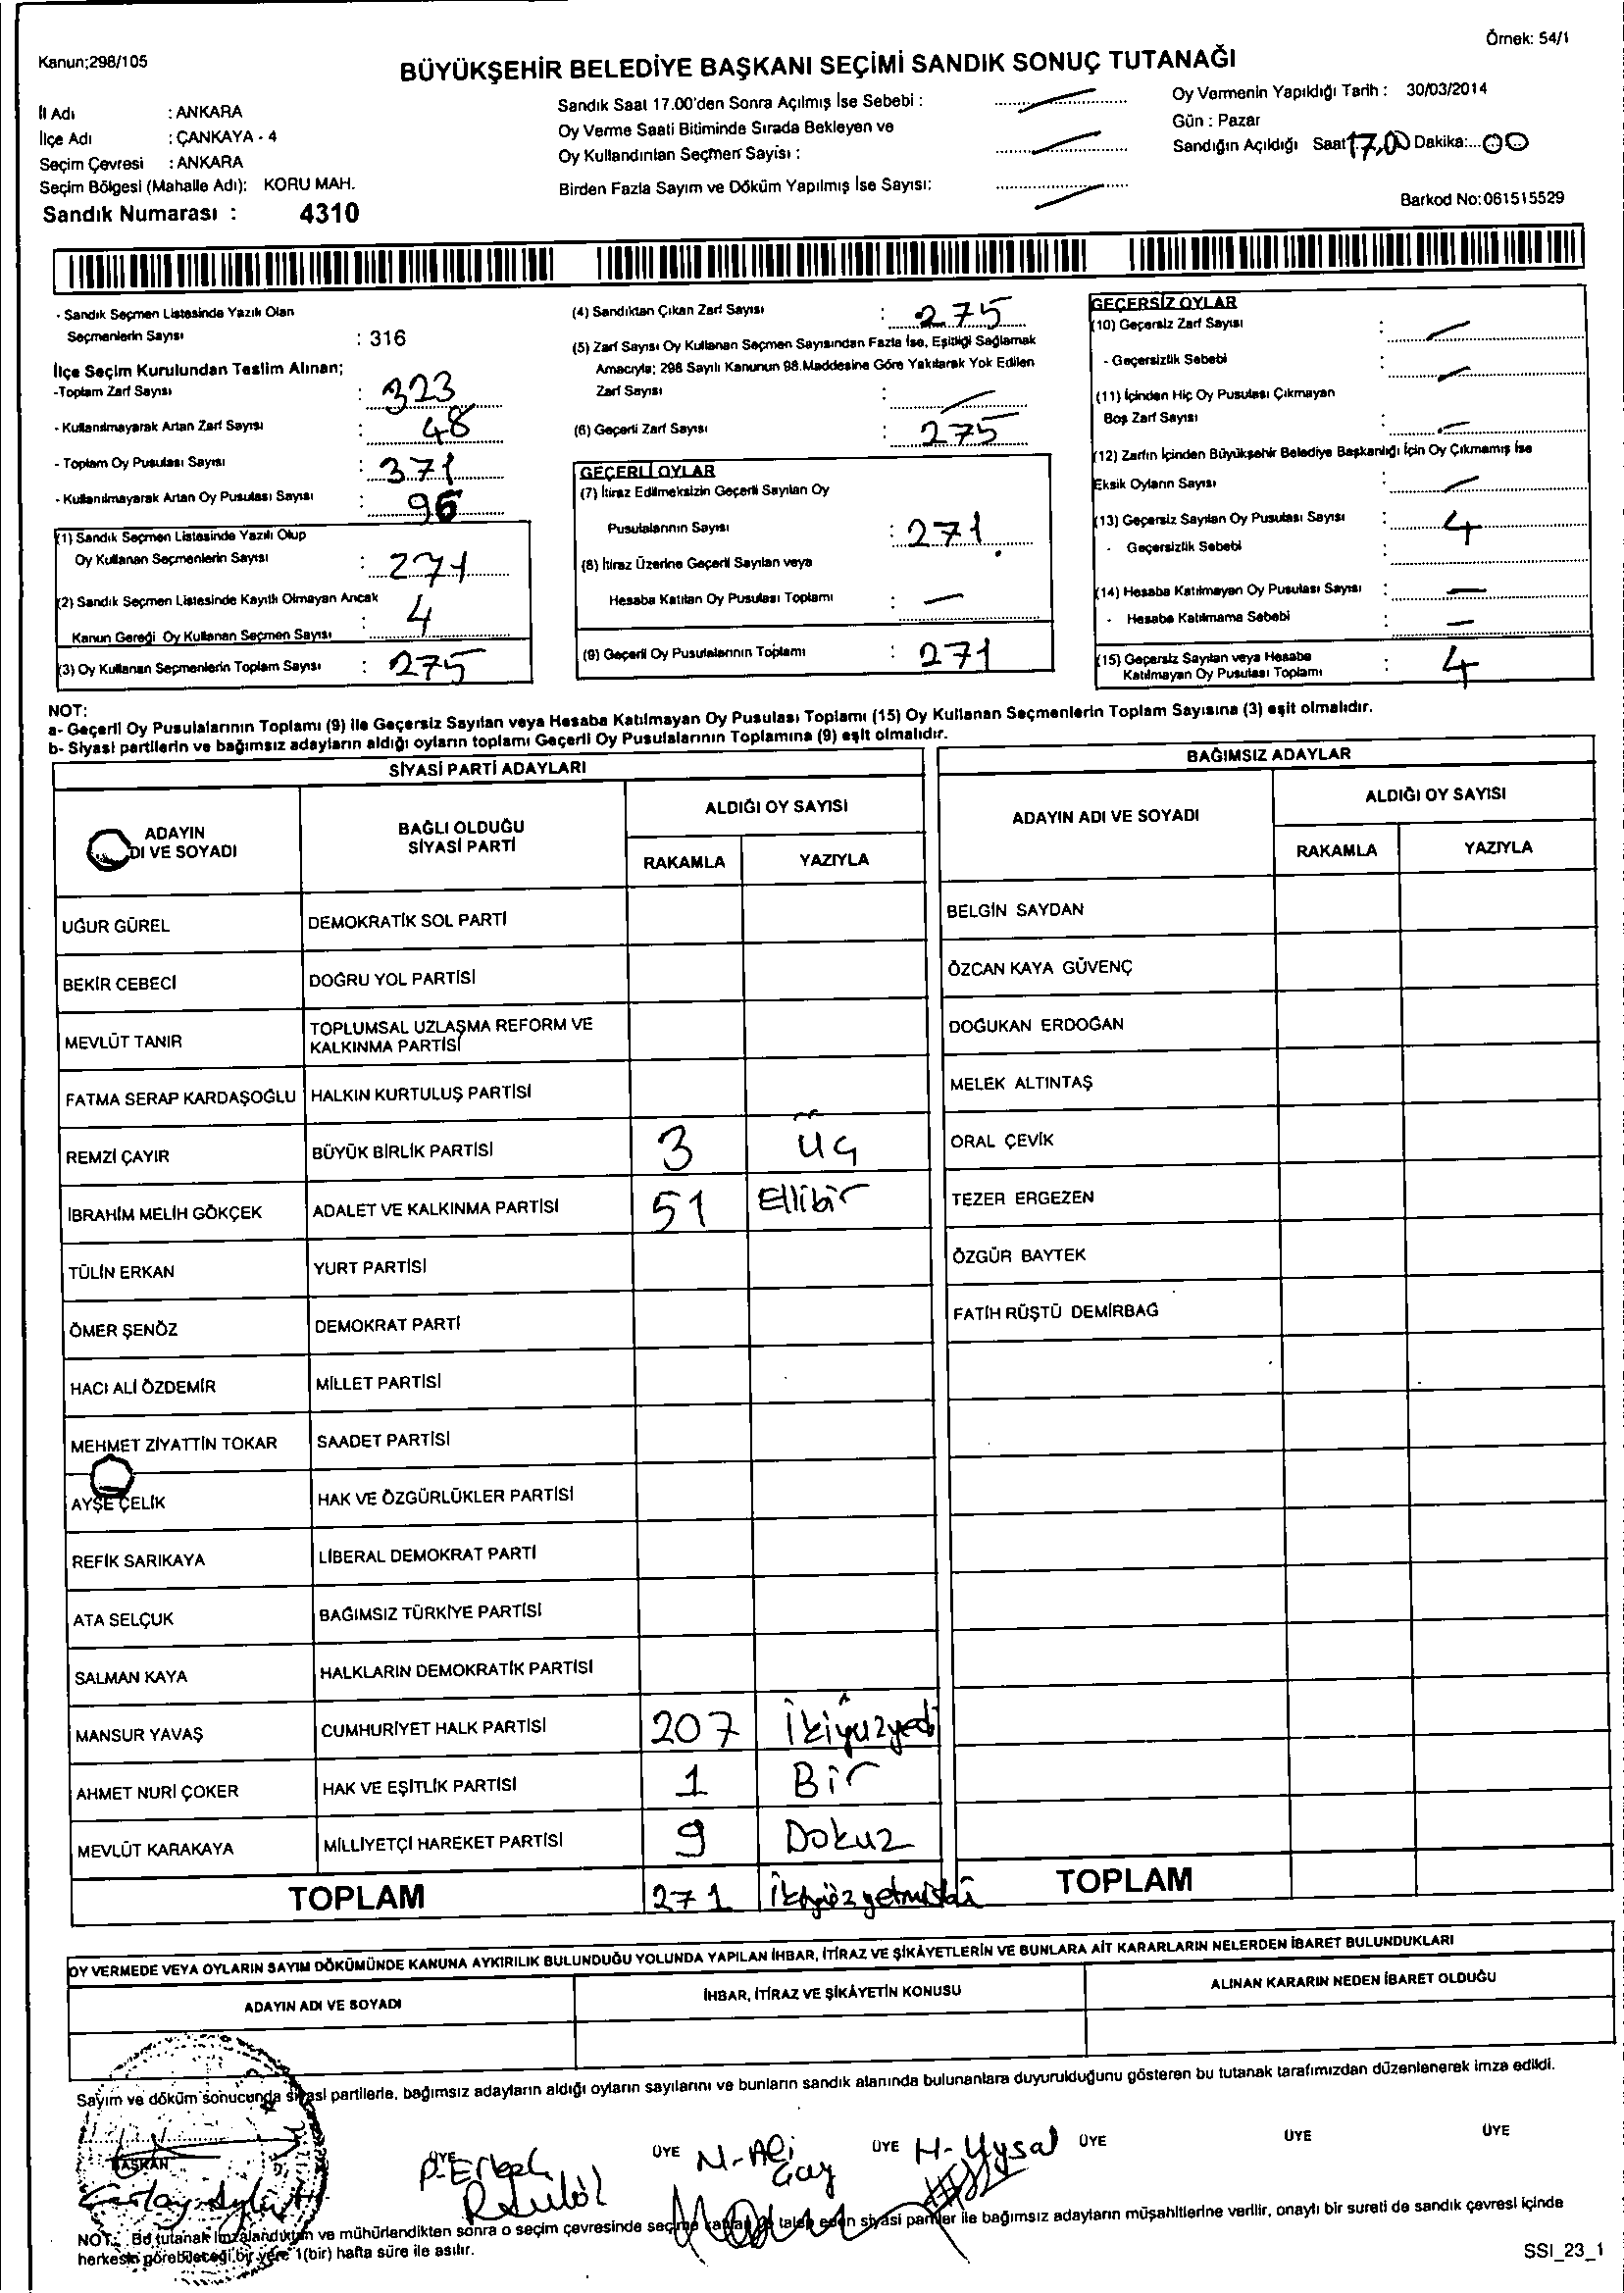 Örnek: 54/1
Kanun;298/105
BÜYÜKŞEHİR BELEDİYE BAŞKANI SEÇİMİ SANDIK SONUÇ TUTANAĞI
İl Adı : ANKARA
İlçe Adı : ÇANKAYA - 4
Seçim Çevresi : ANKARA
Seçim Bölgesi (Mahalle Adı): KORU MAH.
Sandık Numarası : 4310
Sandık Saat 17.00'den Sonra Açılmış İse Sebebi :
Oy Verme Saati Bitiminde Sırada Bekleyen ve
Oy Kullandırılan Seçmen Sayısı :
Birden Fazla Sayım ve Döküm Yapılmış İse Sayısı:
Oy Vermenin Yapıldığı Tarih : 30/03/2014
Gün : Pazar
Sandığın Açıldığı Saat 17,00 Dakika:...00
Barkod No:061515529
- Sandık Seçmen Listesinde Yazılı Olan
Seçmenlerin Sayısı : 316
İlçe Seçim Kurulundan Teslim Alınan;
-Toplam Zarf Sayısı : 323
- Kullanılmayarak Artan Zarf Sayısı : 48
- Toplam Oy Pusulası Sayısı : 371
- Kullanılmayarak Artan Oy Pusulası Sayısı : 96
(1) Sandık Seçmen Listesinde Yazılı Olup
Oy Kullanan Seçmenlerin Sayısı : 271
(2) Sandık Seçmen Listesinde Kayıtlı Olmayan Ancak
Kanun Gereği Oy Kullanan Seçmen Sayısı : 4
(3) Oy Kullanan Seçmenlerin Toplam Sayısı : 275
(4) Sandıktan Çıkan Zarf Sayısı : 275
(5) Zarf Sayısı Oy Kullanan Seçmen Sayısından Fazla İse, Eşitliği Sağlamak
Amacıyla; 298 Sayılı Kanunun 98.Maddesine Göre Yakılarak Yok Edilen
Zarf Sayısı :
(6) Geçerli Zarf Sayısı : 275
GEÇERLİ OYLAR
(7) İtiraz Edilmeksizin Geçerli Sayılan Oy
Pusulalarının Sayısı : 271
(8) İtiraz Üzerine Geçerli Sayılan veya
Hesaba Katılan Oy Pusulası Toplamı : —
(9) Geçerli Oy Pusulalarının Toplamı : 271
GEÇERSİZ OYLAR
(10) Geçersiz Zarf Sayısı :
- Geçersizlik Sebebi :
(11) İçinden Hiç Oy Pusulası Çıkmayan
Boş Zarf Sayısı :
(12) Zarfın İçinden Büyükşehir Belediye Başkanlığı İçin Oy Çıkmamış İse
Eksik Oyların Sayısı :
(13) Geçersiz Sayılan Oy Pusulası Sayısı : 4
- Geçersizlik Sebebi :
(14) Hesaba Katılmayan Oy Pusulası Sayısı : —
- Hesaba Katılmama Sebebi : —
(15) Geçersiz Sayılan veya Hesaba
Katılmayan Oy Pusulası Toplamı : 4
NOT:
a- Geçerli Oy Pusulalarının Toplamı (9) ile Geçersiz Sayılan veya Hesaba Katılmayan Oy Pusulası Toplamı (15) Oy Kullanan Seçmenlerin Toplam Sayısına (3) eşit olmalıdır.
b- Siyasi partilerin ve bağımsız adayların aldığı oyların toplamı Geçerli Oy Pusulalarının Toplamına (9) eşit olmalıdır.
SİYASİ PARTİ ADAYLARI
ADAYIN
DI VE SOYADI
BAĞLI OLDUĞU
SİYASİ PARTİ
ALDIĞI OY SAYISI
RAKAMLA YAZIYLA
UĞUR GÜREL DEMOKRATİK SOL PARTİ
BEKİR CEBECİ DOĞRU YOL PARTİSİ
MEVLÜT TANIR TOPLUMSAL UZLAŞMA REFORM VE
KALKINMA PARTİSİ
FATMA SERAP KARDAŞOĞLU HALKIN KURTULUŞ PARTİSİ
REMZİ ÇAYIR BÜYÜK BİRLİK PARTİSİ 3 üç
İBRAHİM MELİH GÖKÇEK ADALET VE KALKINMA PARTİSİ 51 Ellibir
TÜLİN ERKAN YURT PARTİSİ
ÖMER ŞENÖZ DEMOKRAT PARTİ
HACI ALİ ÖZDEMİR MİLLET PARTİSİ
MEHMET ZİYATTİN TOKAR SAADET PARTİSİ
AYŞE ÇELİK HAK VE ÖZGÜRLÜKLER PARTİSİ
REFİK SARIKAYA LİBERAL DEMOKRAT PARTİ
ATA SELÇUK BAĞIMSIZ TÜRKİYE PARTİSİ
SALMAN KAYA HALKLARIN DEMOKRATİK PARTİSİ
MANSUR YAVAŞ CUMHURİYET HALK PARTİSİ 207 İkiyüzyedi
AHMET NURİ ÇOKER HAK VE EŞİTLİK PARTİSİ 1 Bir
MEVLÜT KARAKAYA MİLLİYETÇİ HAREKET PARTİSİ 9 Dokuz
TOPLAM 271
BAĞIMSIZ ADAYLAR
ADAYIN ADI VE SOYADI
ALDIĞI OY SAYISI
RAKAMLA YAZIYLA
BELGİN SAYDAN
ÖZCAN KAYA GÜVENÇ
DOĞUKAN ERDOĞAN
MELEK ALTINTAŞ
ORAL ÇEVİK
TEZER ERGEZEN
ÖZGÜR BAYTEK
FATİH RÜŞTÜ DEMİRBAĞ
TOPLAM
OY VERMEDE VEYA OYLARIN SAYIM DÖKÜMÜNDE KANUNA AYKIRILIK BULUNDUĞU YOLUNDA YAPILAN İHBAR, İTİRAZ VE ŞİKÂYETLERİN VE BUNLARA AİT KARARLARIN NELERDEN İBARET BULUNDUKLARI
ADAYIN ADI VE SOYADI İHBAR, İTİRAZ VE ŞİKÂYETİN KONUSU ALINAN KARARIN NEDEN İBARET OLDUĞU
Sayım ve döküm sonucunda siyasi partilerle, bağımsız adayların aldığı oyların sayılarını ve bunların sandık alanında bulunanlara duyurulduğunu gösteren bu tutanak tarafımızdan düzenlenerek imza edildi.
BAŞKAN ÜYE ÜYE N-Ali ÜYE H-Uysal ÜYE ÜYE ÜYE
NOT: Bu tutanak imzalandıktan ve mühürlendikten sonra o seçim çevresinde seçime katılan ve talep eden siyasi partiler ile bağımsız adayların müşahitlerine verilir, onaylı bir sureti de sandık çevresi içinde
herkesin görebileceği bir yere 1(bir) hafta süre ile asılır.
SSI_23_1